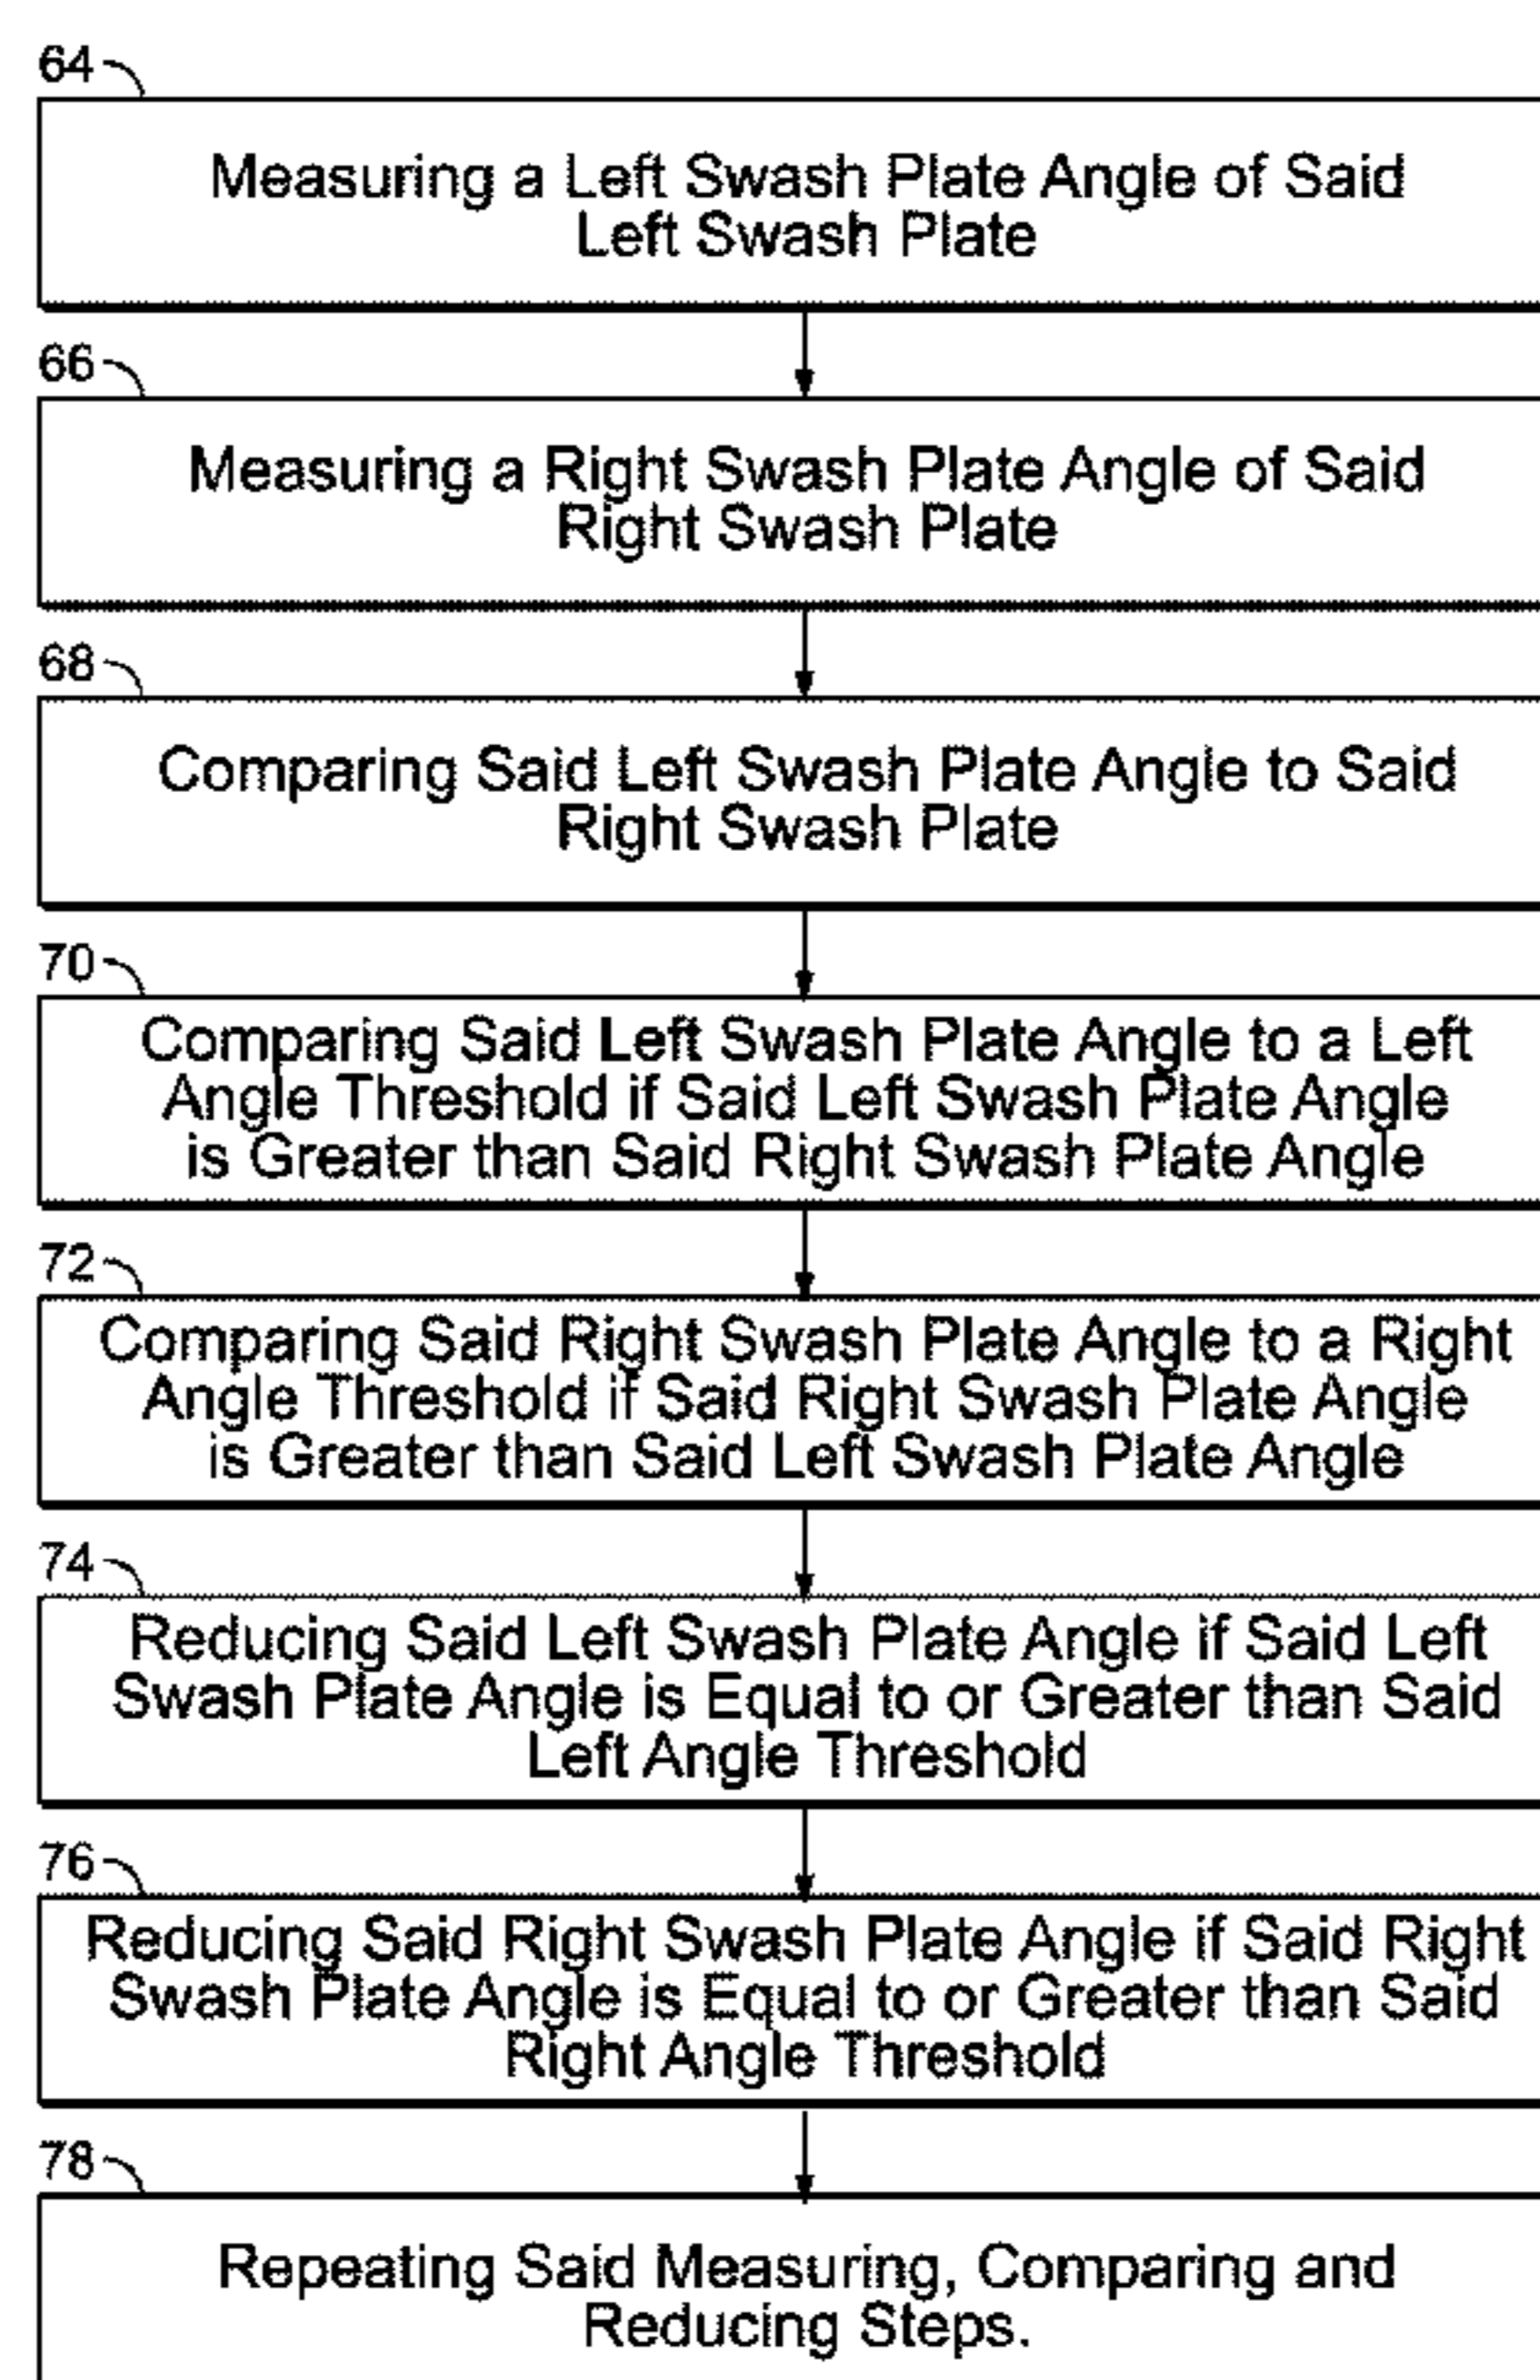 64
Measuring a Left Swash Plate Angle of Said
Left Swash Plate
66
Measuring a Right Swash Plate Angle of Said
Right Swash Plate
68
Comparing Said Left Swash Plate Angle to Said
Right Swash Plate
70
Comparing Said Left Swash Plate Angle to a Left
Angle Threshold if Said Left Swash Plate Angle
is Greater than Said Right Swash Plate Angle
72
Comparing Said Right Swash Plate Angle to a Right
Angle Threshold if Said Right Swash Plate Angle
is Greater than Said Left Swash Plate Angle
74
Reducing Said Left Swash Plate Angle if Said Left
Swash Plate Angle is Equal to or Greater than Said
Left Angle Threshold
76
Reducing Said Right Swash Plate Angle if Said Right
Swash Plate Angle is Equal to or Greater than Said
Right Angle Threshold
78
Repeating Said Measuring, Comparing and
Reducing Steps.